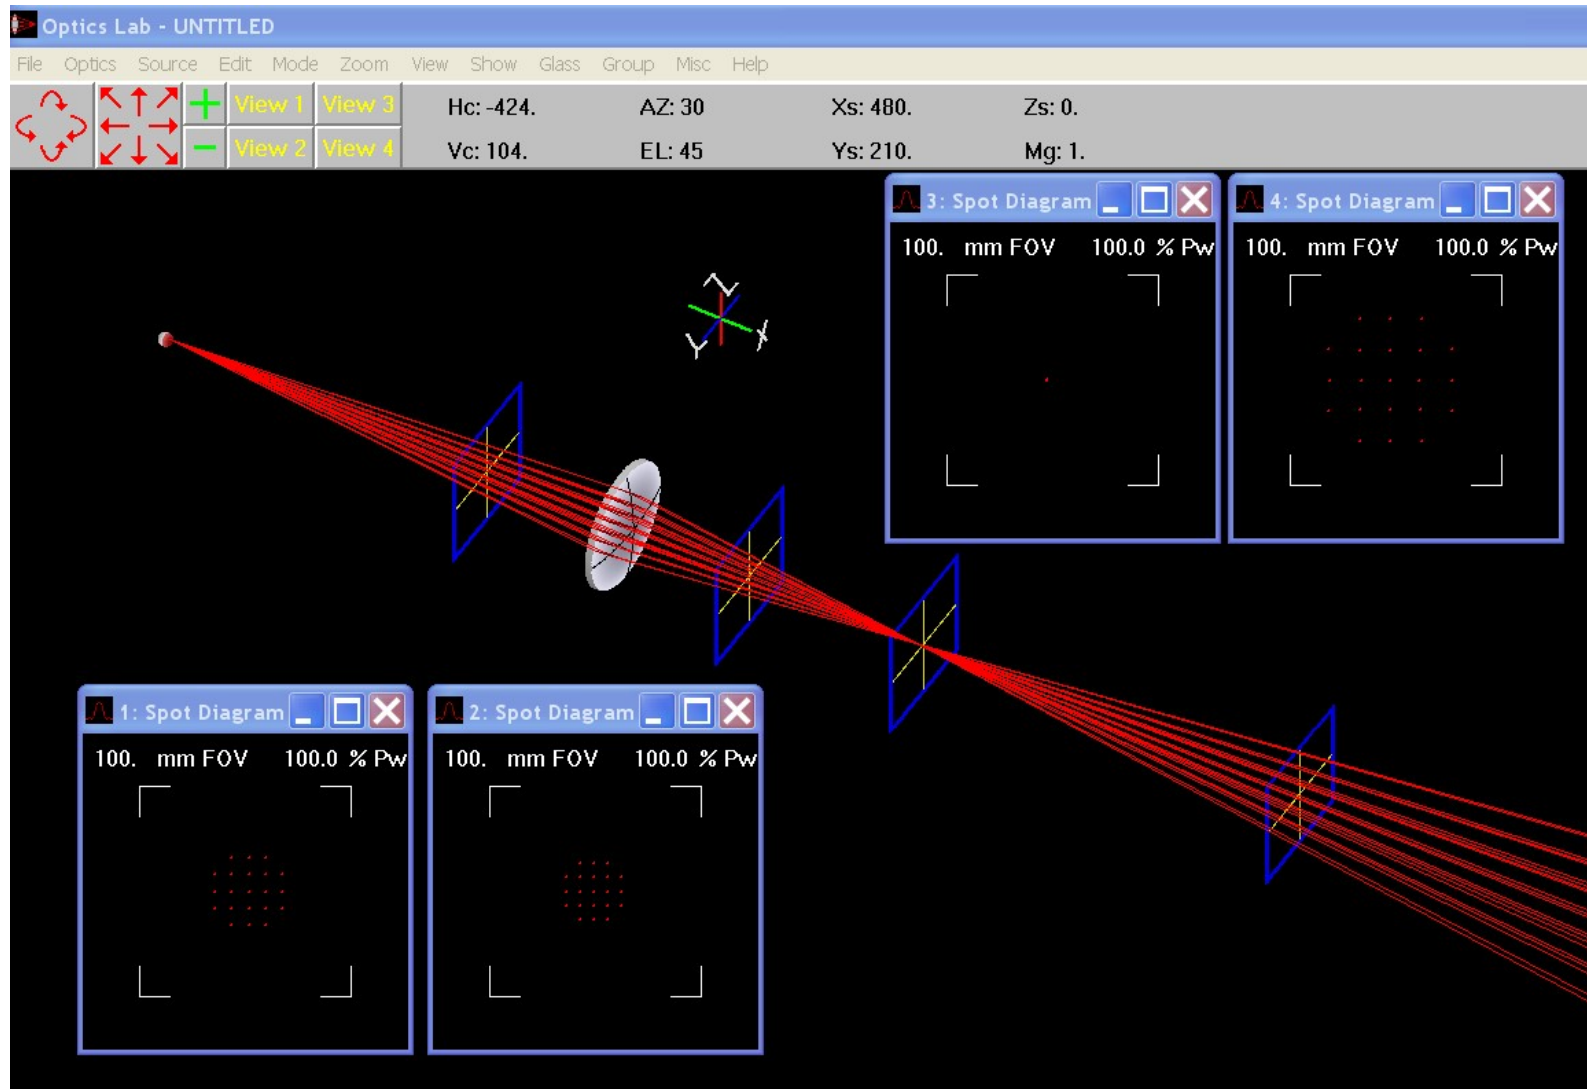 Optics Lab - UNTITLED
File Optics Source Edit Mode Zoom View Show Glass Group Misc Help
View 1 View 3 Hc: -424. AZ: 30 Xs: 480. Zs: 0.
View 2 View 4 Vc: 104. EL: 45 Ys: 210. Mg: 1.
3: Spot Diagram
100. mm FOV 100.0 % Pw
4: Spot Diagram
100. mm FOV 100.0 % Pw
Z
Y X
1: Spot Diagram
100. mm FOV 100.0 % Pw
2: Spot Diagram
100. mm FOV 100.0 % Pw